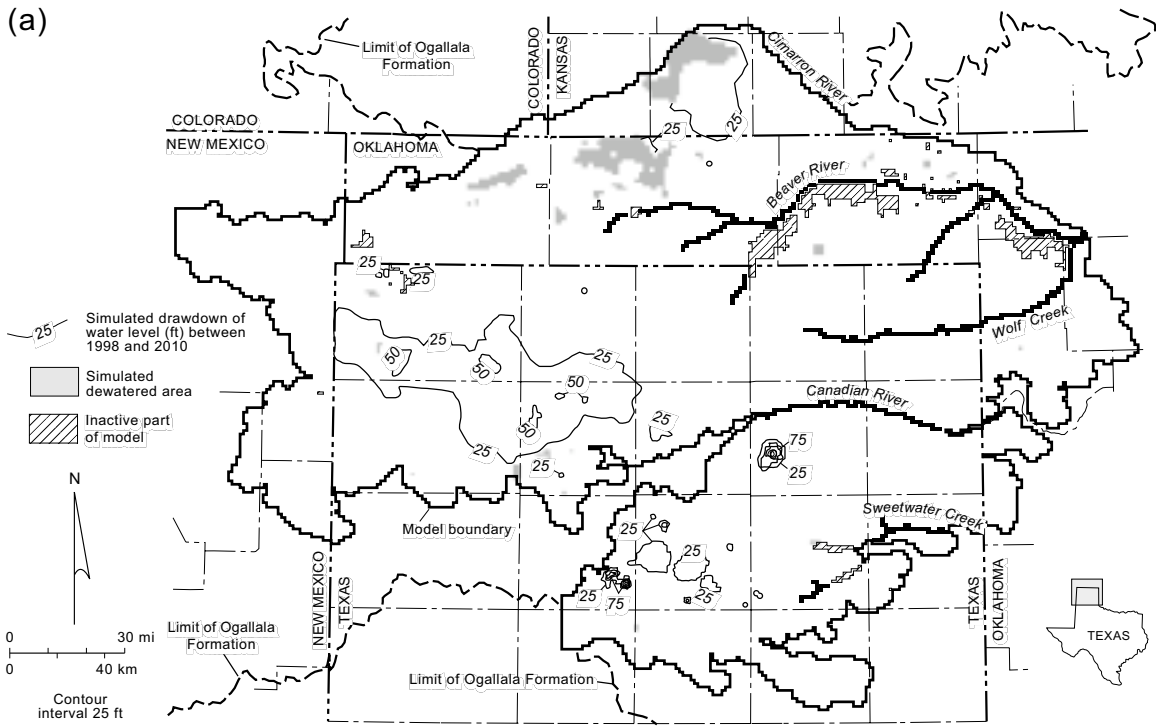 (a)
Limit of Ogallala
Formation
COLORADO
KANSAS
Cimarron River
COLORADO
NEW MEXICO
OKLAHOMA
25
25
Beaver River
25
25
Simulated drawdown of
water level (ft) between
1998 and 2010
25
Simulated
dewatered area
Inactive part
of model
25
50
50
25
50
50
25
25
25
Wolf Creek
Canadian River
75
25
N
Model boundary
Sweetwater Creek
25
25
25
25
75
NEW MEXICO
TEXAS
TEXAS
OKLAHOMA
TEXAS
0 30 mi
0 40 km
Contour
interval 25 ft
Limit of Ogallala
Formation
Limit of Ogallala Formation